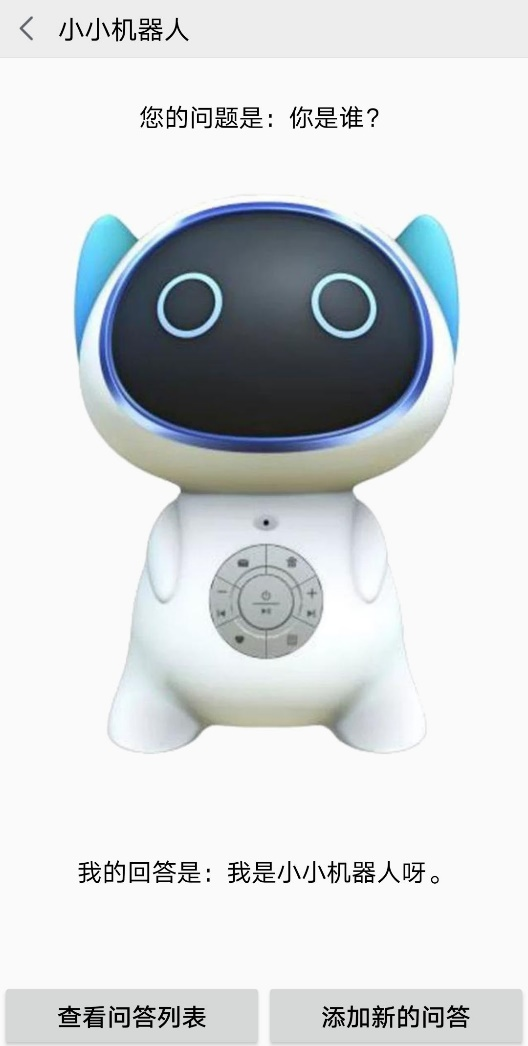 小小机器人
您的问题是：你是谁？
我的回答是：我是小小机器人呀。
查看问答列表
添加新的问答